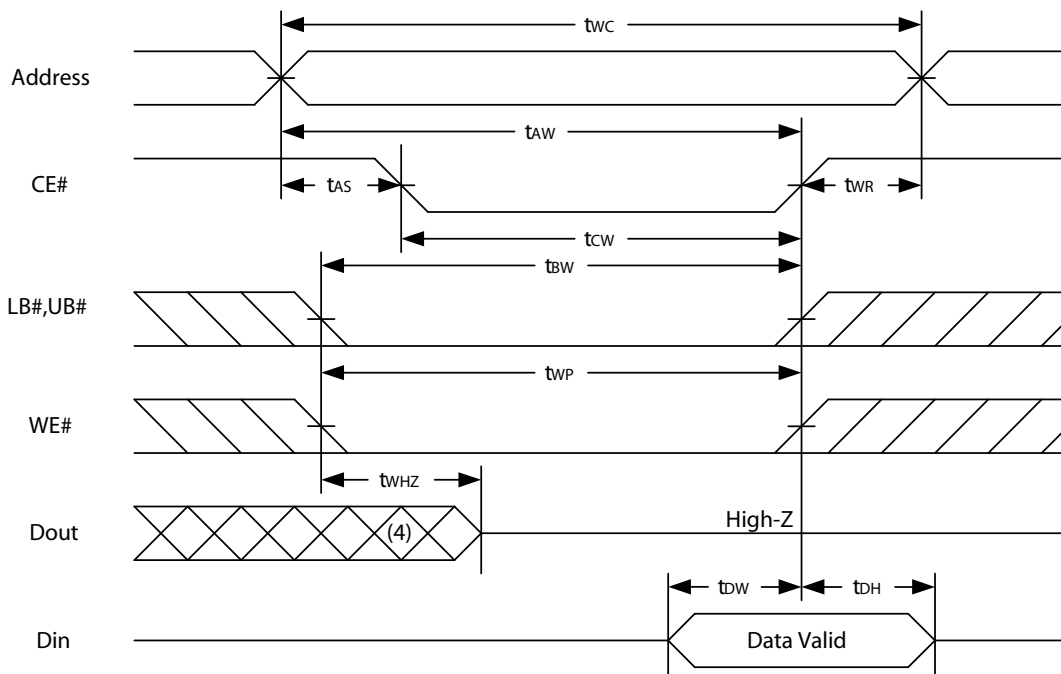 tWC
Address
tAW
CE#
tAS
tWR
tCW
tBW
LB#,UB#
tWP
WE#
tWHZ
Dout
(4)
High-Z
tDW
tDH
Din
Data Valid